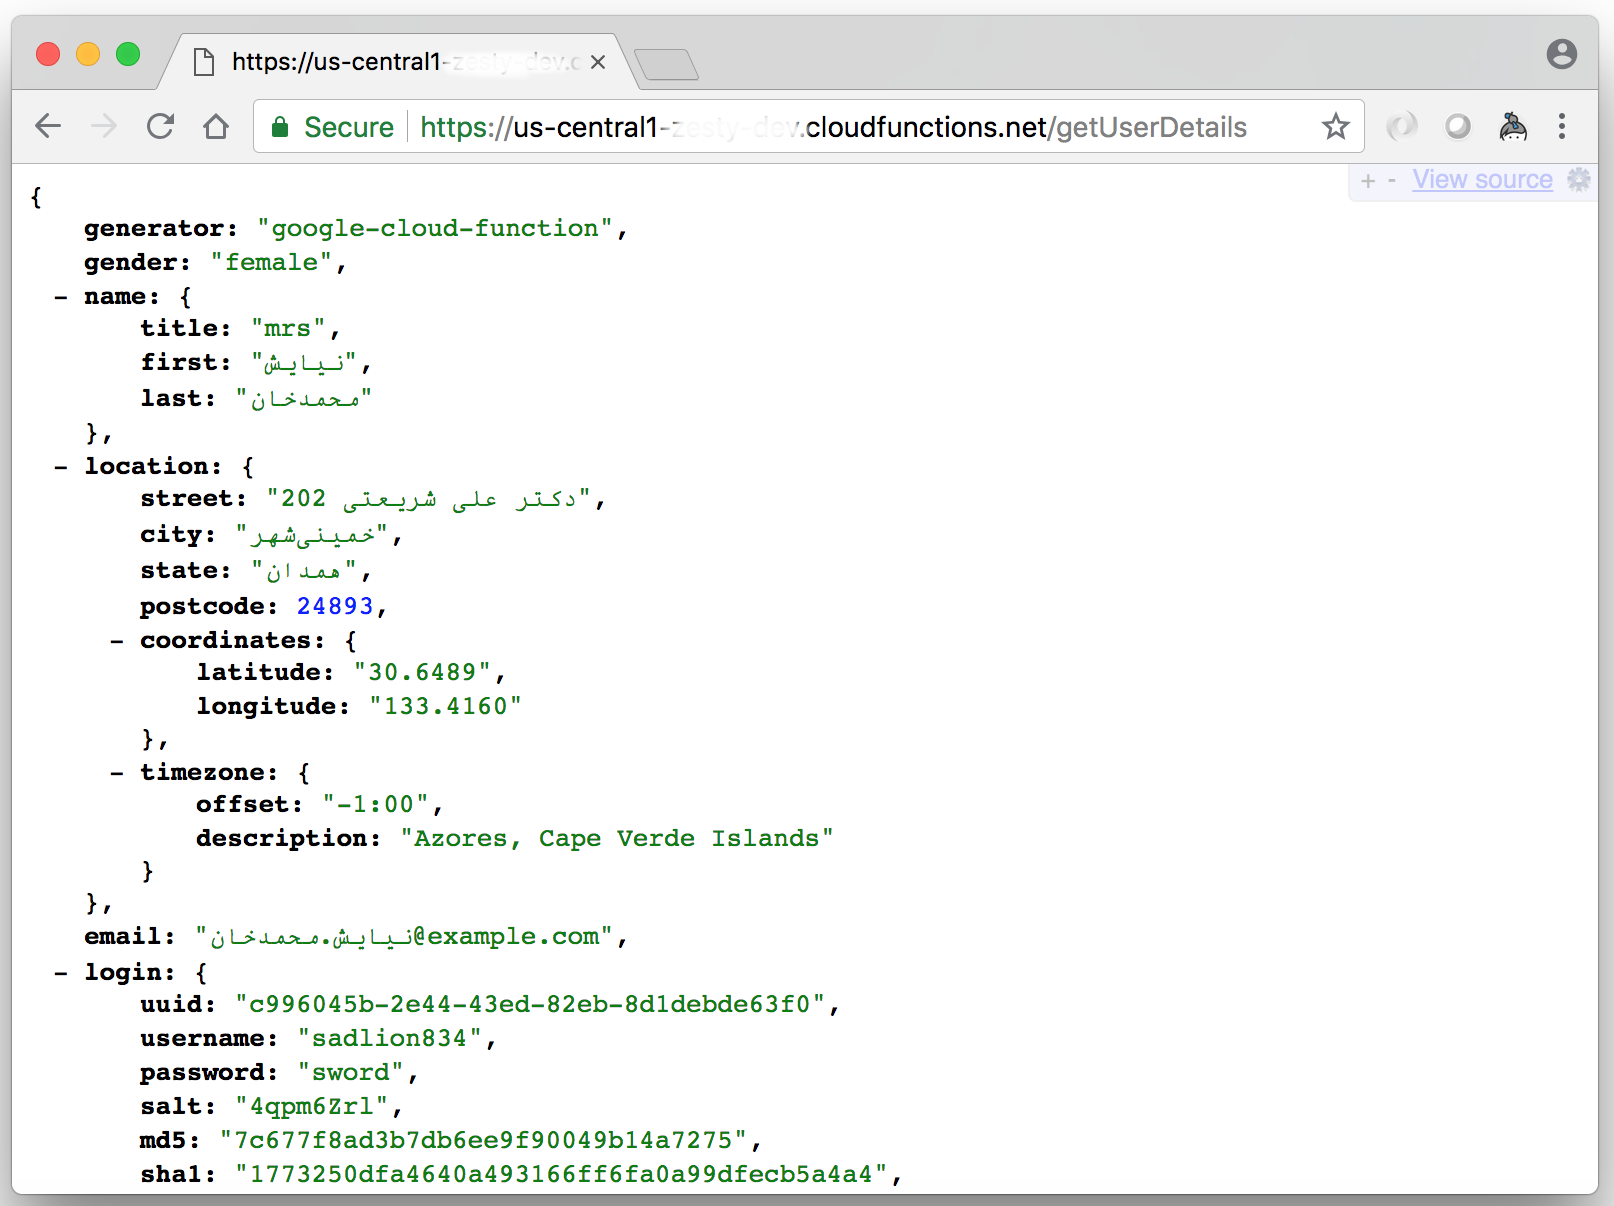 https://us-central1-zesty-dev.c
Secure https://us-central1-zesty-dev.cloudfunctions.net/getUserDetails
+ - View source
{
generator: "google-cloud-function",
gender: "female",
- name: {
title: "mrs",
first: "نیایش",
last: "محمدخان"
},
- location: {
street: "202 دکتر علی شریعتی",
city: "خمینی‌شهر",
state: "همدان",
postcode: 24893,
- coordinates: {
latitude: "30.6489",
longitude: "133.4160"
},
- timezone: {
offset: "-1:00",
description: "Azores, Cape Verde Islands"
}
},
email: "نیایش.محمدخان@example.com",
- login: {
uuid: "c996045b-2e44-43ed-82eb-8d1debde63f0",
username: "sadlion834",
password: "sword",
salt: "4qpm6Zrl",
md5: "7c677f8ad3b7db6ee9f90049b14a7275",
sha1: "1773250dfa4640a493166ff6fa0a99dfecb5a4a4",